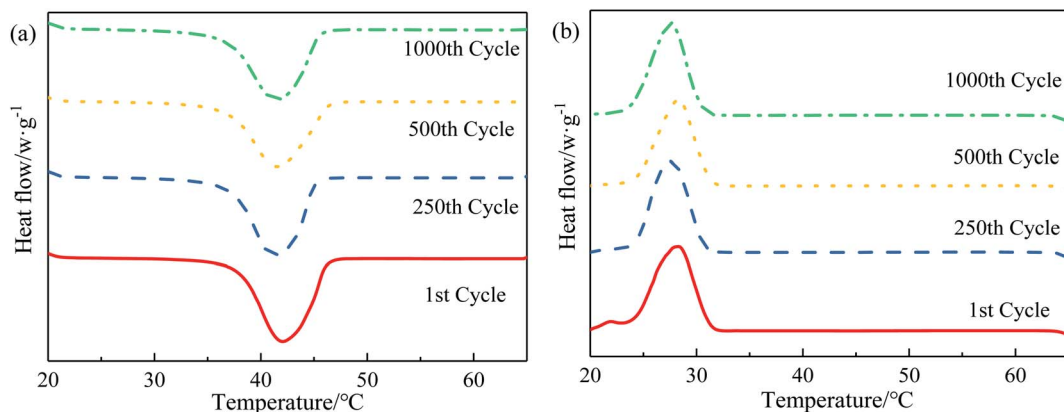 (a)
1000th Cycle
500th Cycle
250th Cycle
1st Cycle
Heat flow/w·g⁻¹
20 30 40 50 60
Temperature/°C
(b)
1000th Cycle
500th Cycle
250th Cycle
1st Cycle
Heat flow/w·g⁻¹
20 30 40 50 60
Temperature/°C